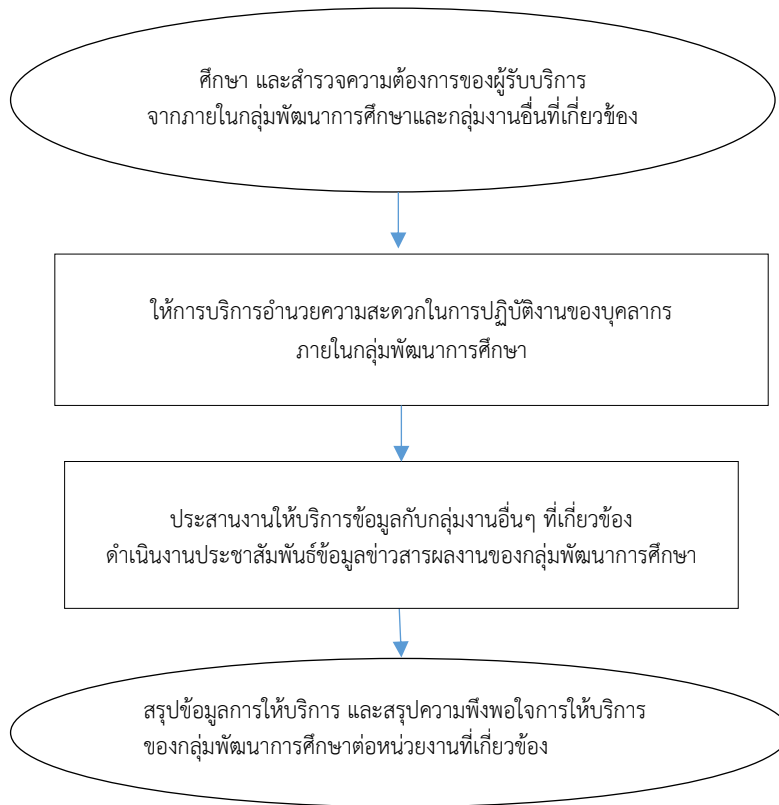 ศึกษา และสำรวจความต้องการของผู้รับบริการ
จากภายในกลุ่มพัฒนาการศึกษาและกลุ่มงานอื่นที่เกี่ยวข้อง
ให้การบริการอำนวยความสะดวกในการปฏิบัติงานของบุคลากร
ภายในกลุ่มพัฒนาการศึกษา
ประสานงานให้บริการข้อมูลกับกลุ่มงานอื่นๆ ที่เกี่ยวข้อง
ดำเนินงานประชาสัมพันธ์ข้อมูลข่าวสารผลงานของกลุ่มพัฒนาการศึกษา
สรุปข้อมูลการให้บริการ และสรุปความพึงพอใจการให้บริการ
ของกลุ่มพัฒนาการศึกษาต่อหน่วยงานที่เกี่ยวข้อง